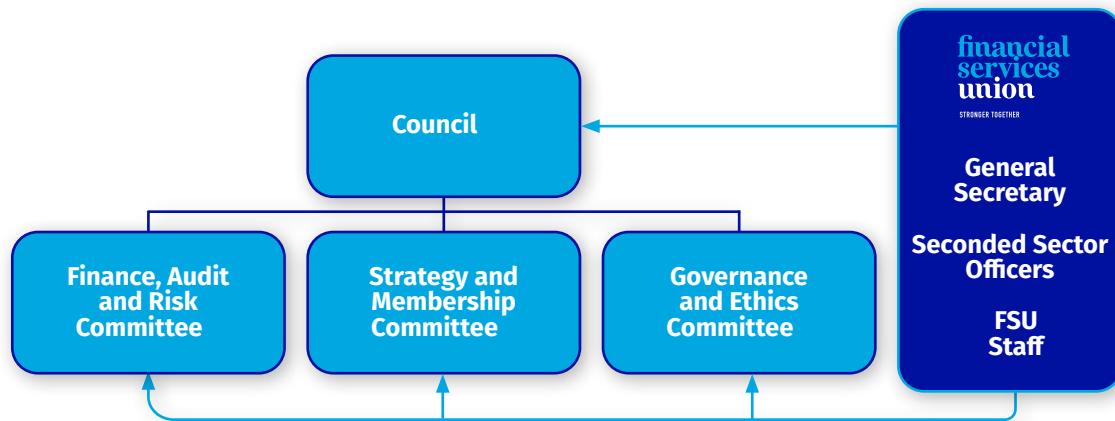 financial
services
union
STRONGER TOGETHER
General
Secretary
Seconded Sector
Officers
FSU
Staff
Council
Finance, Audit
and Risk
Committee
Strategy and
Membership
Committee
Governance
and Ethics
Committee